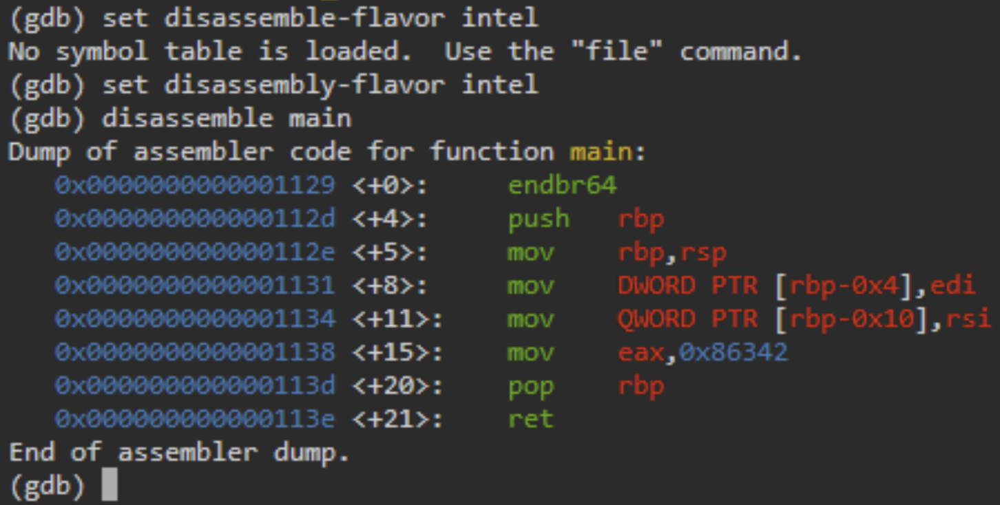 (gdb) set disassemble-flavor intel
No symbol table is loaded.  Use the "file" command.
(gdb) set disassembly-flavor intel
(gdb) disassemble main
Dump of assembler code for function main:
   0x0000000000001129 <+0>:     endbr64
   0x000000000000112d <+4>:     push   rbp
   0x000000000000112e <+5>:     mov    rbp,rsp
   0x0000000000001131 <+8>:     mov    DWORD PTR [rbp-0x4],edi
   0x0000000000001134 <+11>:    mov    QWORD PTR [rbp-0x10],rsi
   0x0000000000001138 <+15>:    mov    eax,0x86342
   0x000000000000113d <+20>:    pop    rbp
   0x000000000000113e <+21>:    ret
End of assembler dump.
(gdb)